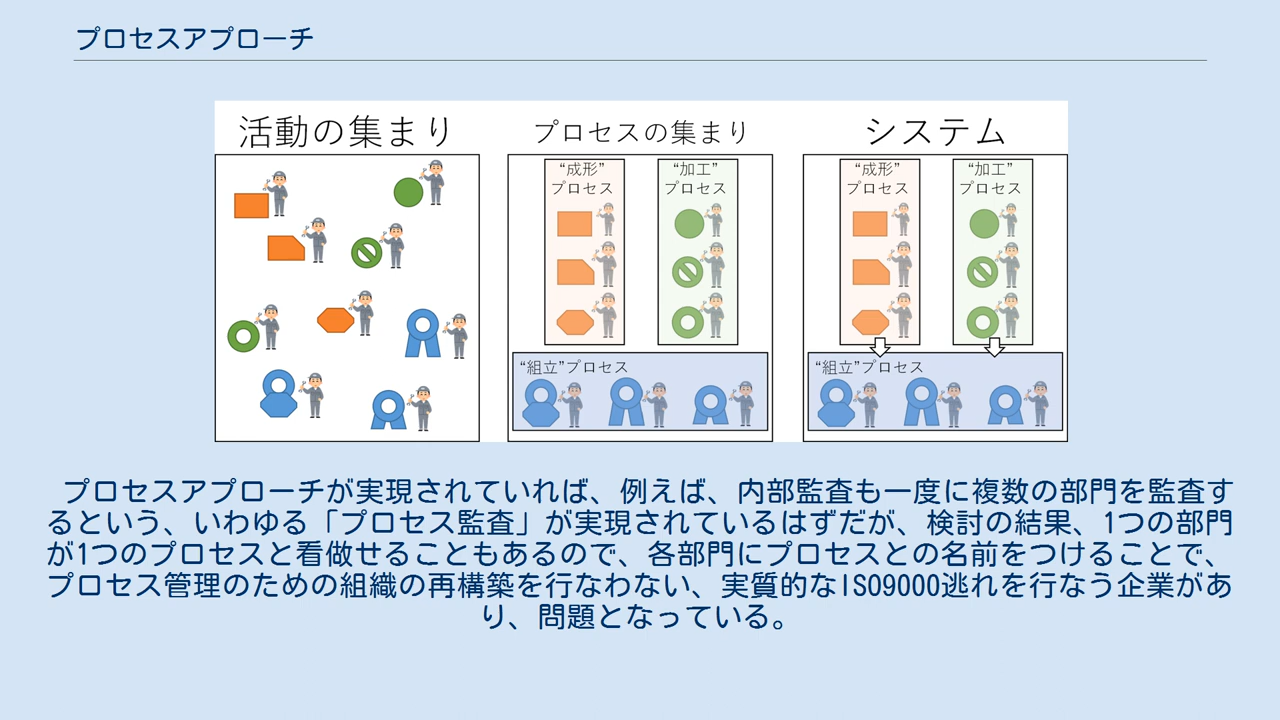 プロセスアプローチ
活動の集まり
プロセスの集まり
システム
“成形”
プロセス
“加工”
プロセス
“組立”プロセス
“成形”
プロセス
“加工”
プロセス
“組立”プロセス
プロセスアプローチが実現されていれば、例えば、内部監査も一度に複数の部門を監査す
るという、いわゆる「プロセス監査」が実現されているはずだが、検討の結果、1つの部門
が1つのプロセスと看做せることもあるので、各部門にプロセスとの名前をつけることで、
プロセス管理のための組織の再構築を行なわない、実質的なISO9000逃れを行なう企業があ
り、問題となっている。